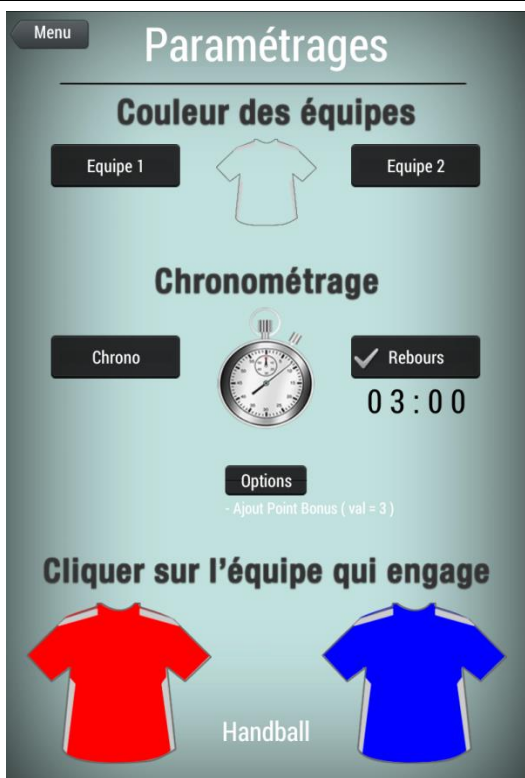 Menu
Paramétrages
Couleur des équipes
Equipe 1
Equipe 2
Chronométrage
Chrono
Rebours
03:00
Options
- Ajout Point Bonus ( val = 3 )
Cliquer sur l'équipe qui engage
Handball